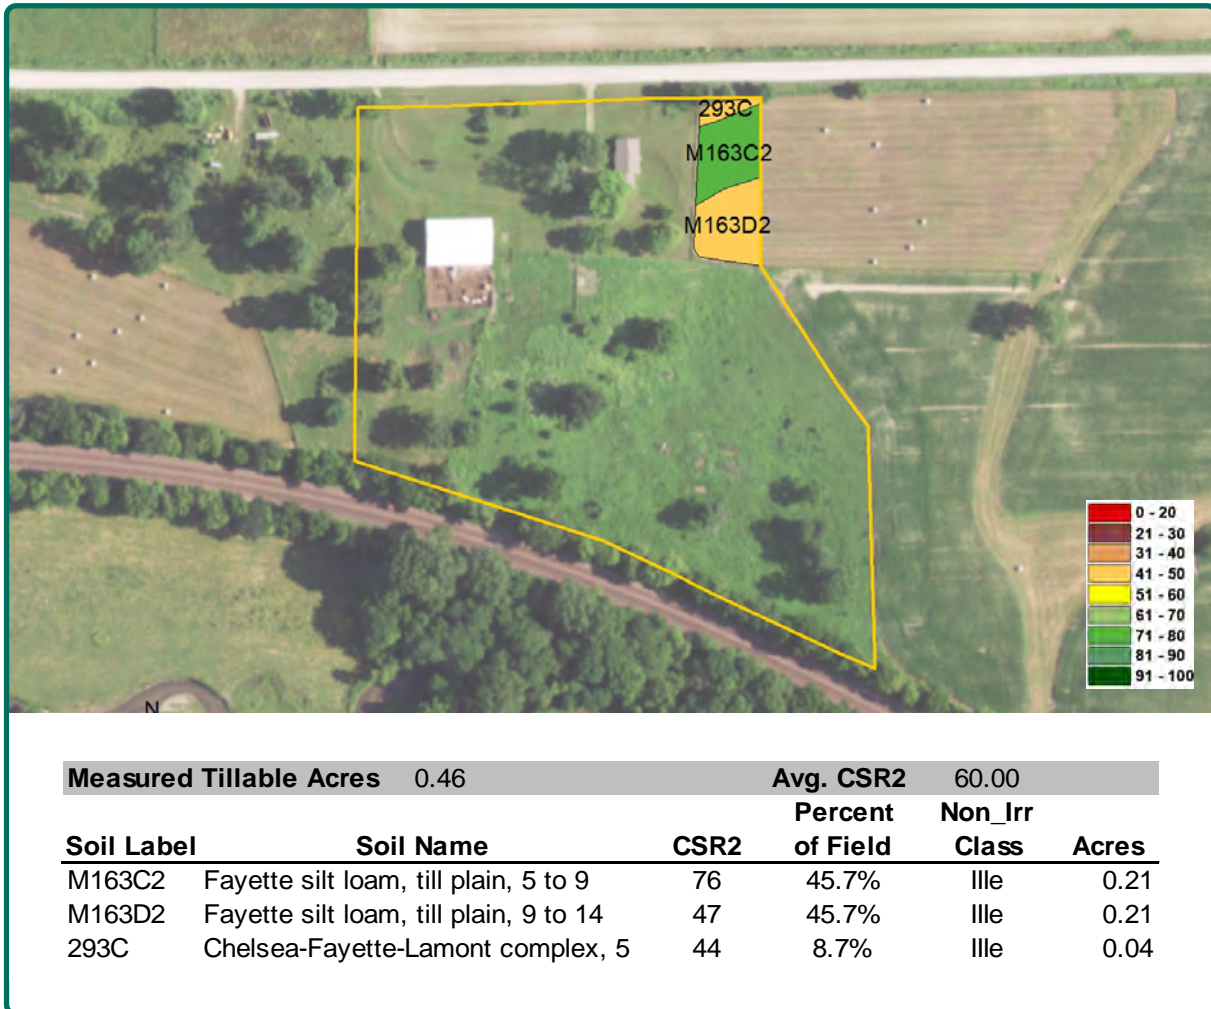 293C
M163C2
M163D2
0 - 20
21 - 30
31 - 40
41 - 50
51 - 60
61 - 70
71 - 80
81 - 90
91 - 100
N
Measured Tillable Acres 0.46 Avg. CSR2 60.00
Percent Non_Irr
Soil Label Soil Name CSR2 of Field Class Acres
M163C2 Fayette silt loam, till plain, 5 to 9 76 45.7% IIIe 0.21
M163D2 Fayette silt loam, till plain, 9 to 14 47 45.7% IIIe 0.21
293C Chelsea-Fayette-Lamont complex, 5 44 8.7% IIIe 0.04